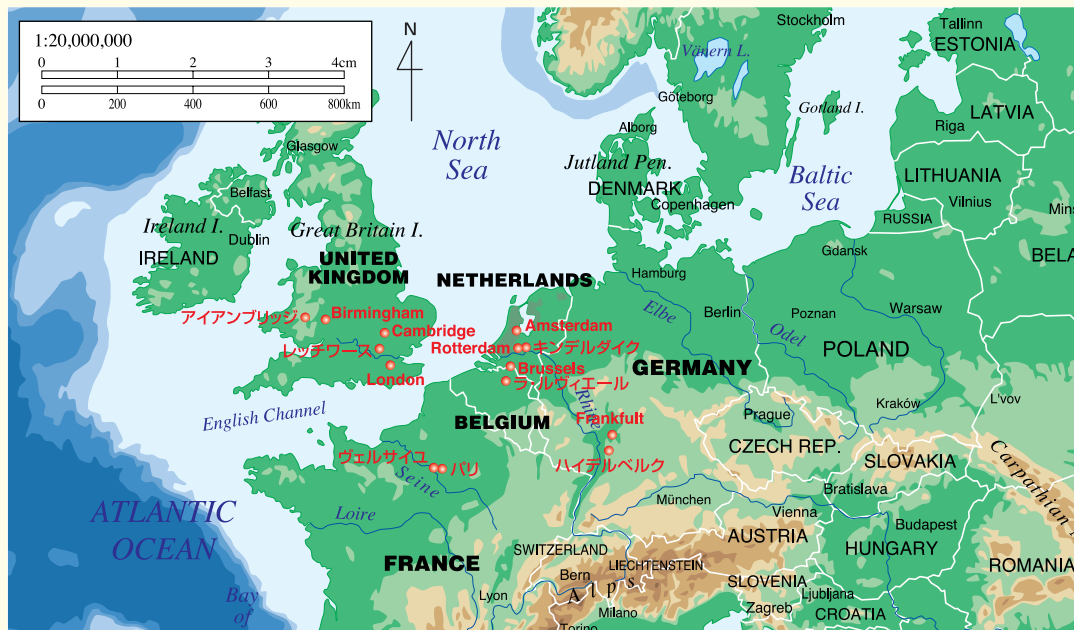 1:20,000,000
0 1 2 3 4cm
0 200 400 600 800km
N
Stockholm
Tallinn
ESTONIA
Vänern L.
Göteborg
Gotland I.
LATVIA
Riga
North
Sea
Alborg
Jutland Pen.
DENMARK
Copenhagen
Baltic
Sea
LITHUANIA
Vilnius
RUSSIA
Mins
BELA
Glasgow
Belfast
Ireland I.
Dublin
IRELAND
Great Britain I.
UNITED
KINGDOM
NETHERLANDS
Hamburg
Gdansk
Elbe
Berlin
Poznan
Warsaw
Odel
POLAND
アイアンブリッジ
Birmingham
Cambridge
レッチワース
London
Amsterdam
Rotterdam
キンデルダイク
Brussels
ラ・ルヴィエール
GERMANY
Rhine
English Channel
BELGIUM
Frankfult
ハイデルベルク
Prague
CZECH REP.
Kraków
L'vov
SLOVAKIA
Carpathian
ヴェルサイユ
パリ
Seine
Loire
ATLANTIC
OCEAN
München
Bratislava
Vienna
Budapest
AUSTRIA
HUNGARY
FRANCE
SWITZERLAND
LIECHTENSTEIN
Bern
Alps
ROMANIA
SLOVENIA
Ljubljana
Zagreb
CROATIA
Bay
of
Lyon
Milano
Torino